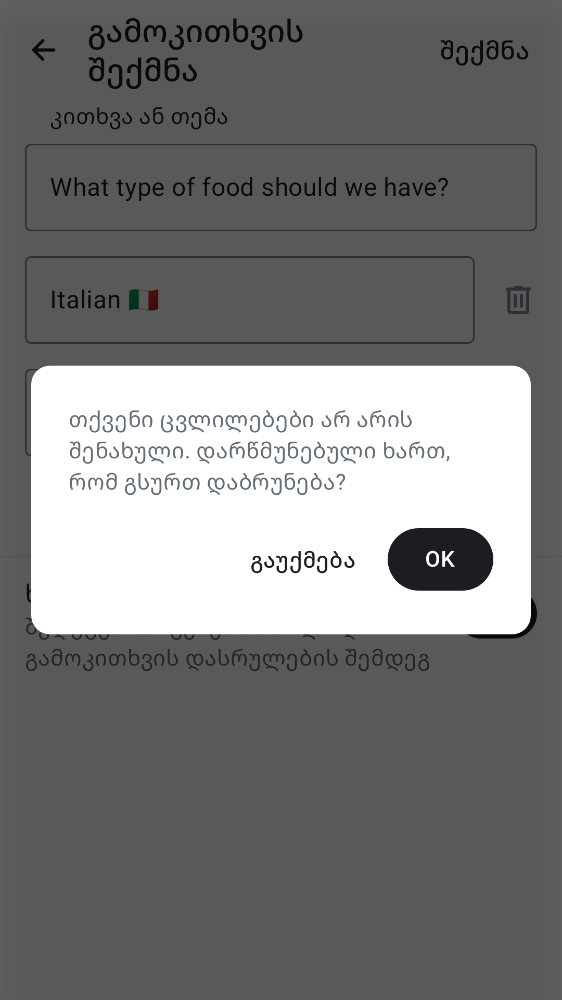 გამოკითხვის
შექმნა
შექმნა
კითხვა ან თემა
What type of food should we have?
Italian 🇮🇹
თქვენი ცვლილებები არ არის
შენახული. დარწმუნებული ხართ,
რომ გსურთ დაბრუნება?
გაუქმება
OK
გამოკითხვის დასრულების შემდეგ